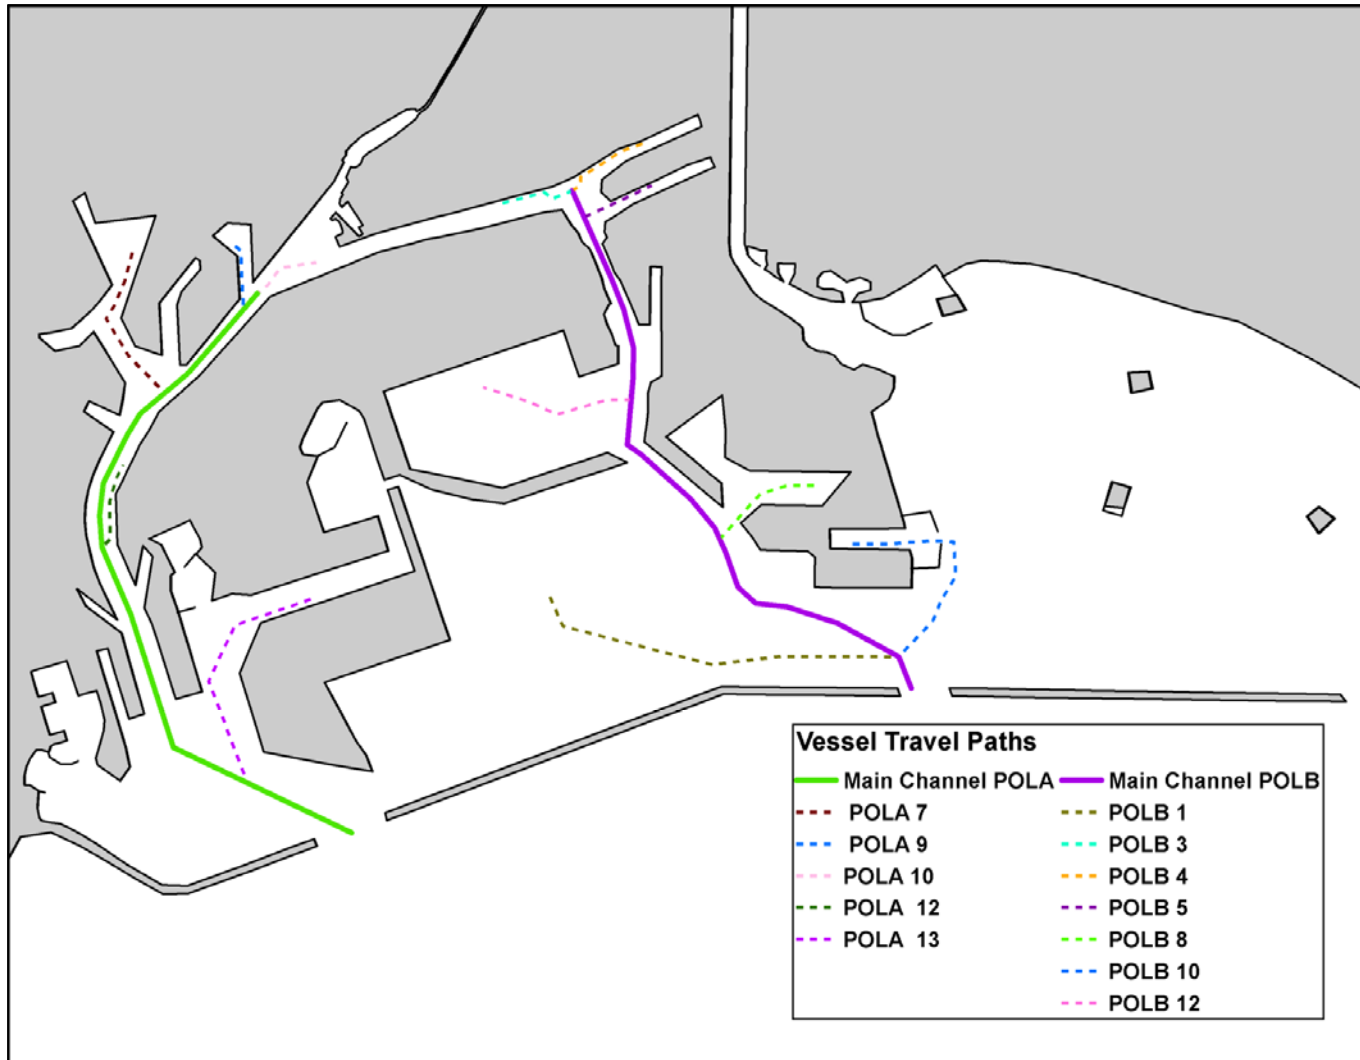 Vessel Travel Paths
Main Channel POLA
POLA 7
POLA 9
POLA 10
POLA 12
POLA 13
Main Channel POLB
POLB 1
POLB 3
POLB 4
POLB 5
POLB 8
POLB 10
POLB 12